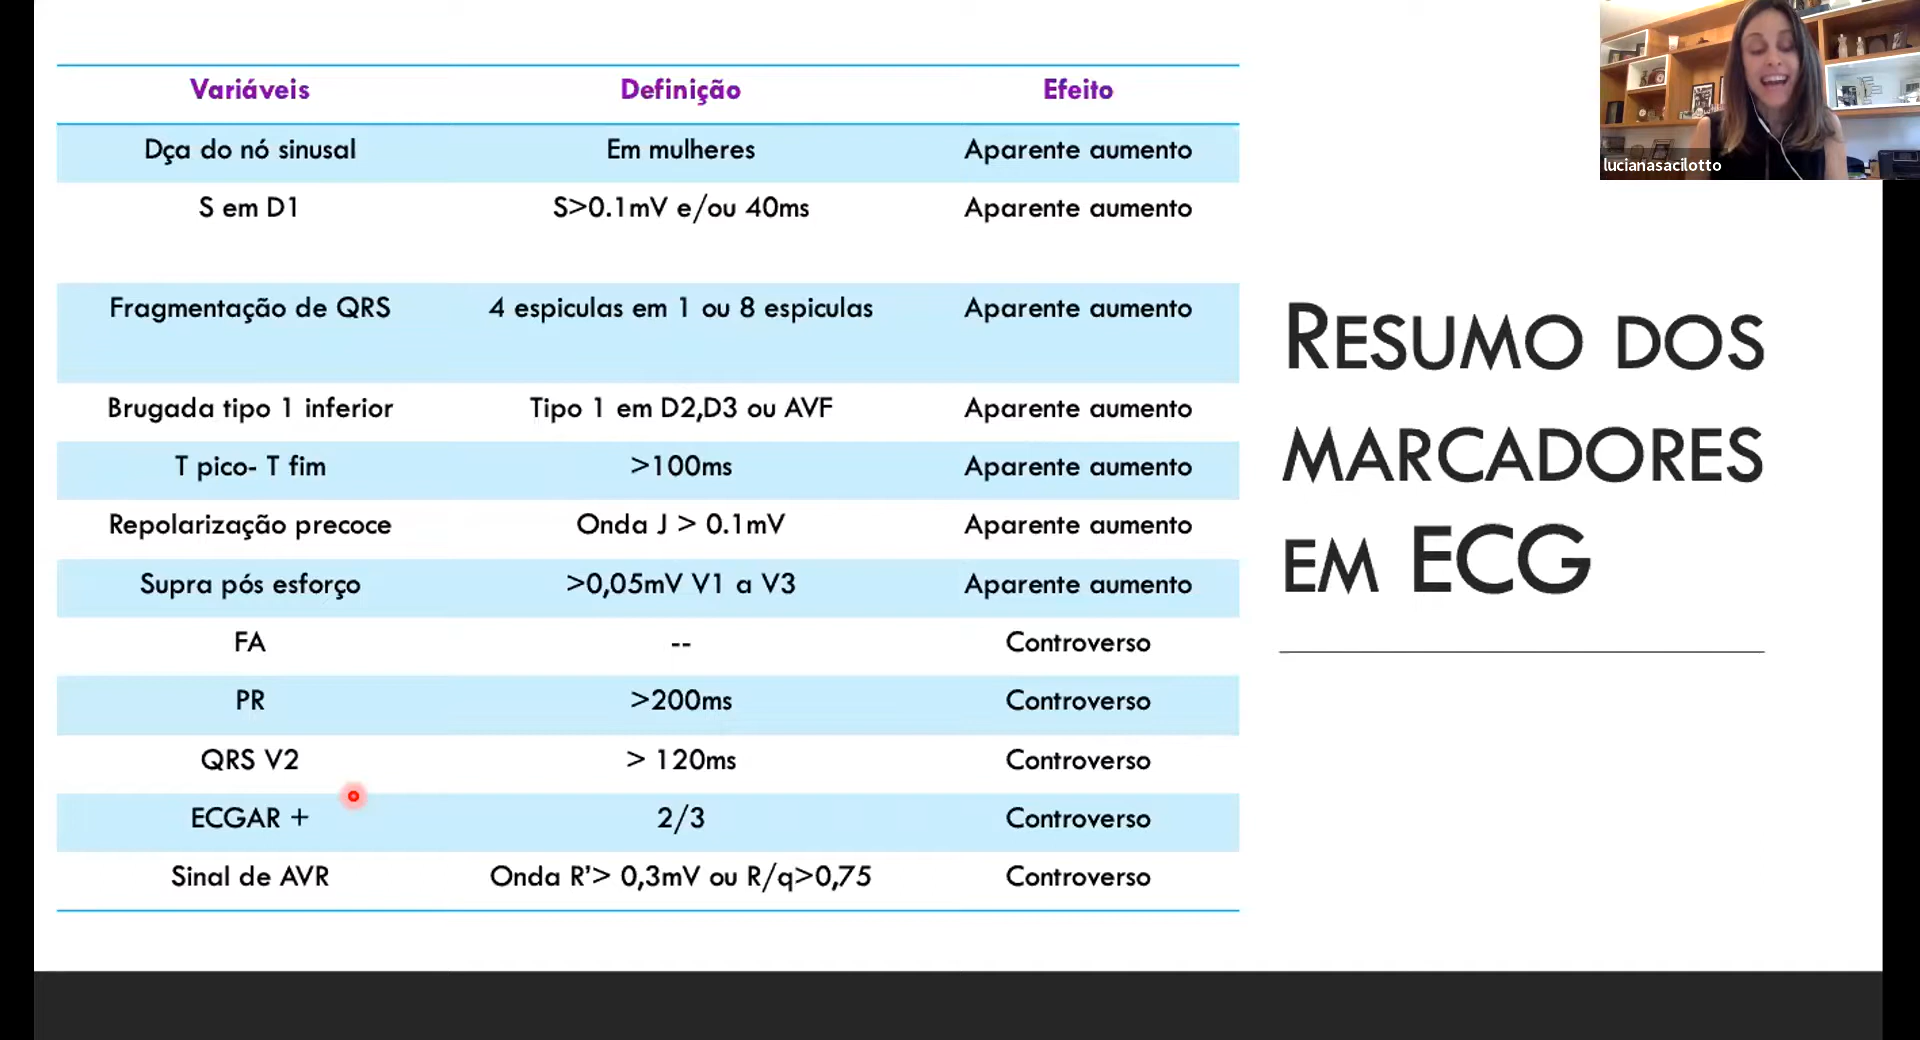 Variáveis Definição Efeito
Dça do nó sinusal Em mulheres Aparente aumento
S em D1 S>0.1mV e/ou 40ms Aparente aumento
Fragmentação de QRS 4 espiculas em 1 ou 8 espiculas Aparente aumento
Brugada tipo 1 inferior Tipo 1 em D2,D3 ou AVF Aparente aumento
T pico- T fim >100ms Aparente aumento
Repolarização precoce Onda J > 0.1mV Aparente aumento
Supra pós esforço >0,05mV V1 a V3 Aparente aumento
FA -- Controverso
PR >200ms Controverso
QRS V2 > 120ms Controverso
ECGAR + 2/3 Controverso
Sinal de AVR Onda R’> 0,3mV ou R/q>0,75 Controverso
RESUMO DOS
MARCADORES
EM ECG
lucianasacilotto